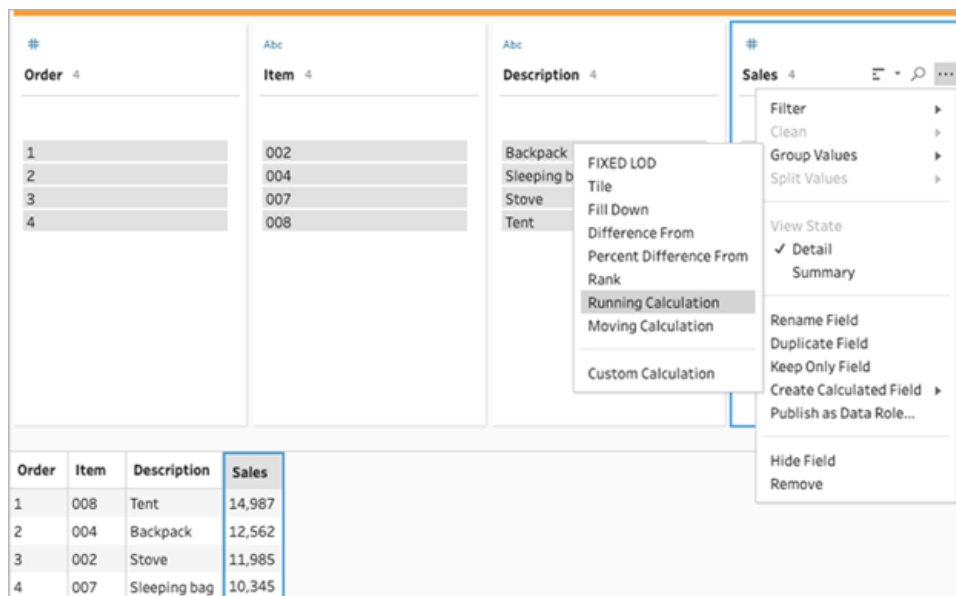 #
Order 4
1
2
3
4
Abc
Item 4
002
004
007
008
Abc
Description 4
Backpack
Sleeping b
Stove
Tent
#
Sales 4
...
Filter
Clean
Group Values
Split Values
View State
✓ Detail
Summary
Rename Field
Duplicate Field
Keep Only Field
Create Calculated Field
Publish as Data Role...
Hide Field
Remove
FIXED LOD
Tile
Fill Down
Difference From
Percent Difference From
Rank
Running Calculation
Moving Calculation
Custom Calculation
Order Item Description Sales
1 008 Tent 14,987
2 004 Backpack 12,562
3 002 Stove 11,985
4 007 Sleeping bag 10,345